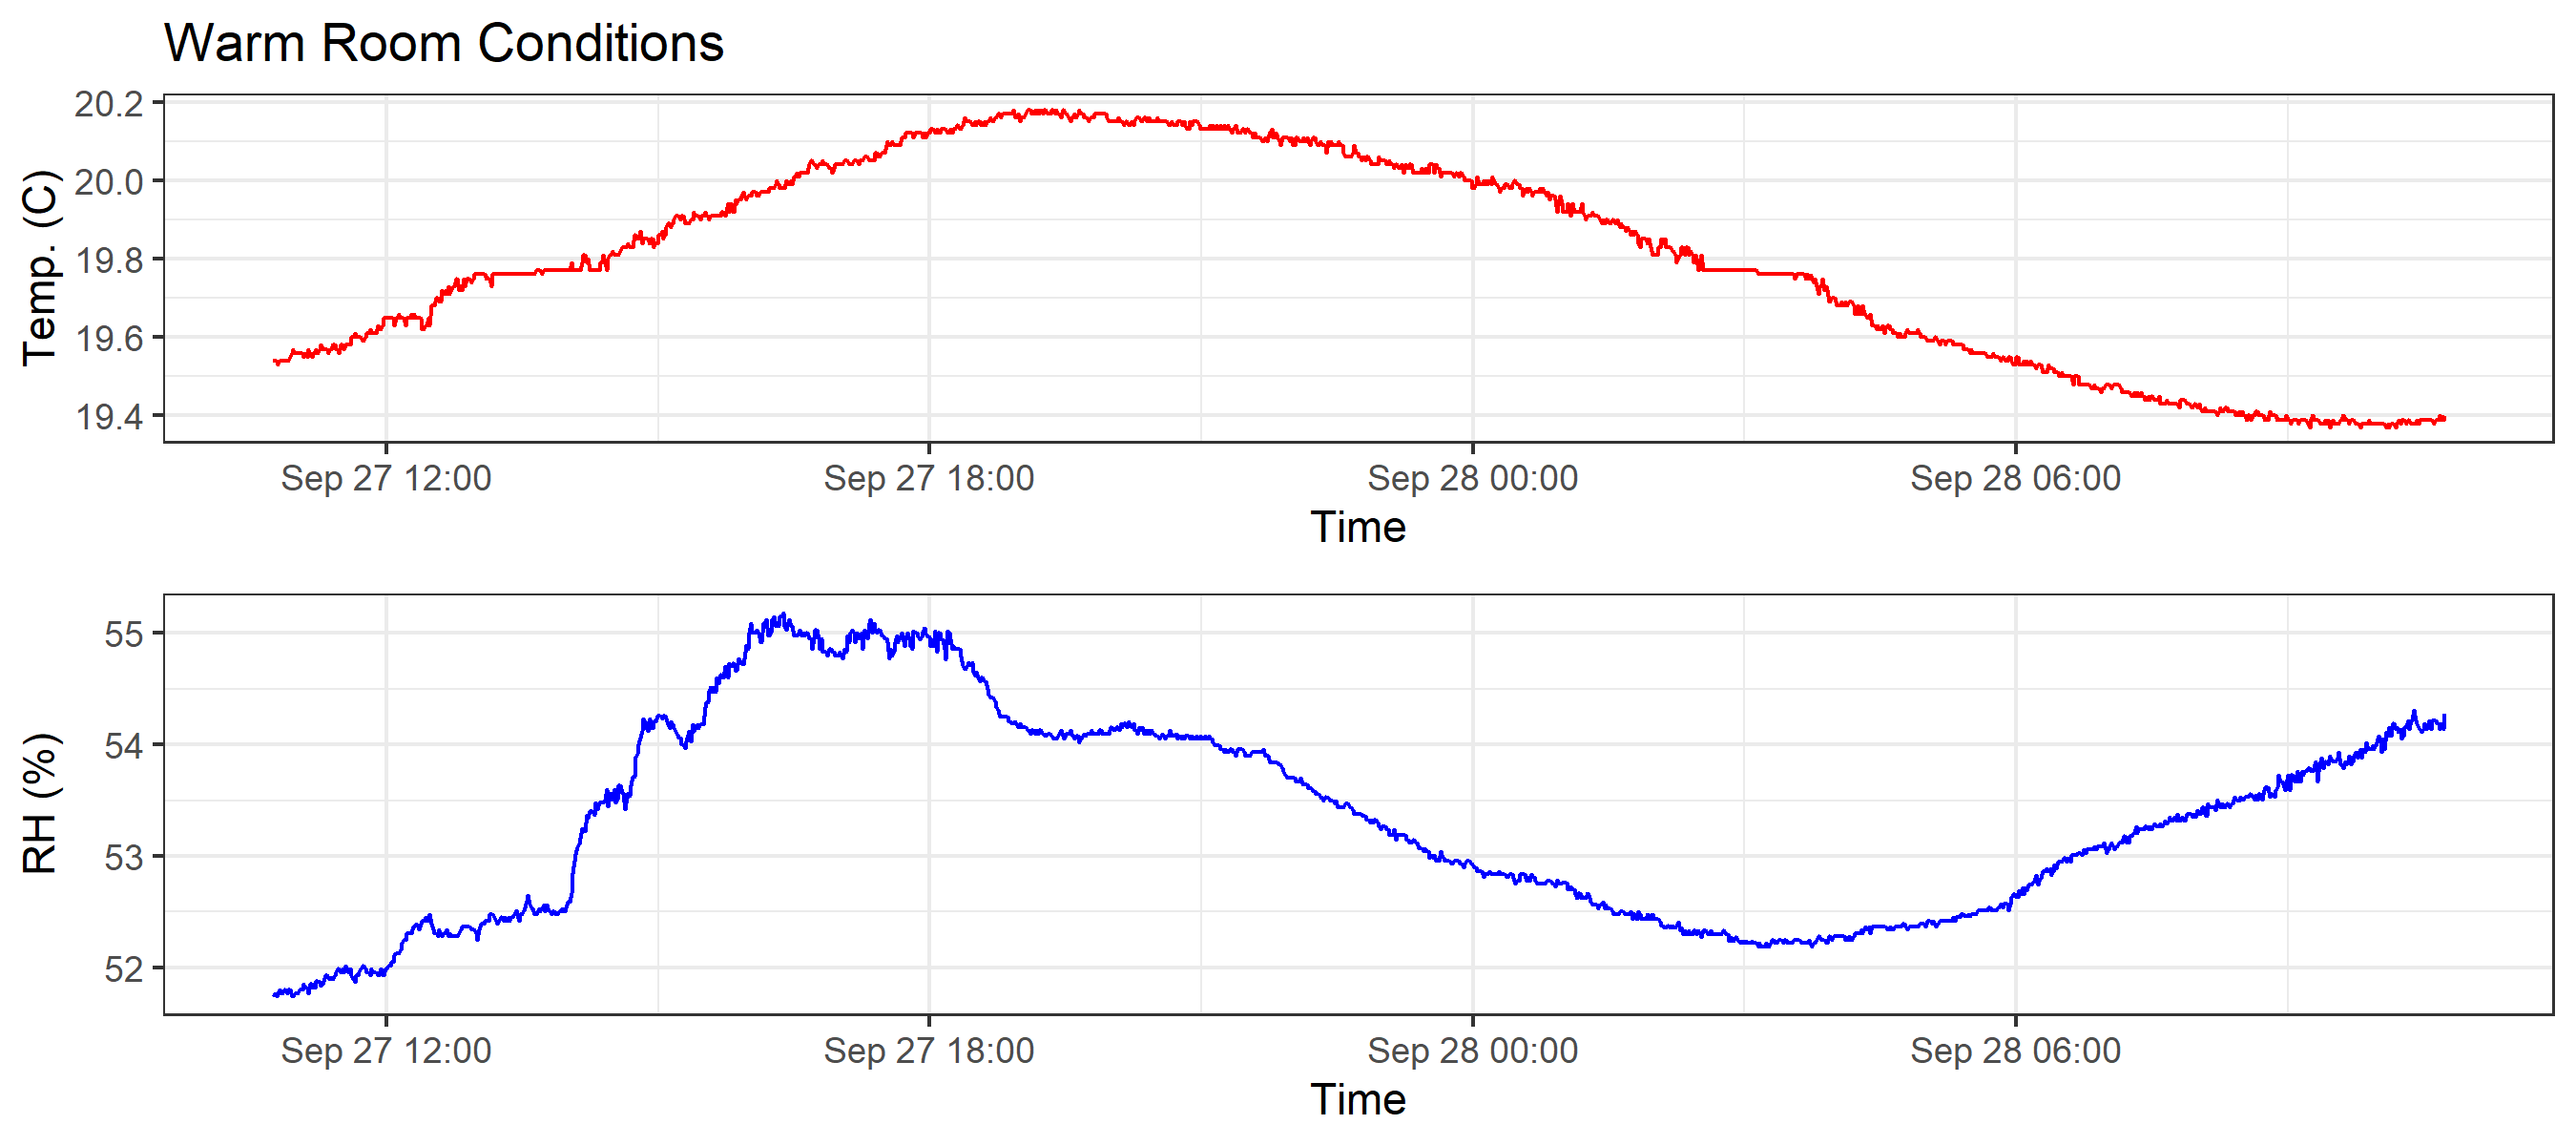 Warm Room Conditions
20.2
20.0
19.8
19.6
19.4
Temp. (C)
Sep 27 12:00 Sep 27 18:00 Sep 28 00:00 Sep 28 06:00
Time
55
54
53
52
RH (%)
Sep 27 12:00 Sep 27 18:00 Sep 28 00:00 Sep 28 06:00
Time